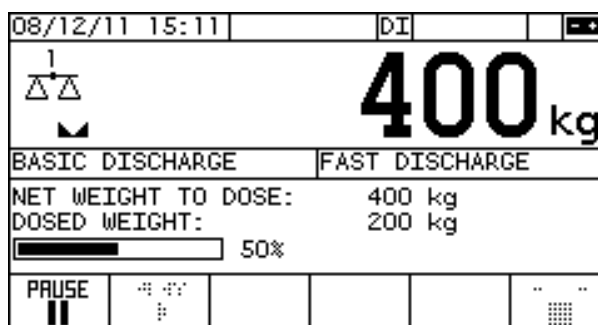 08/12/11 15:11 DI
1
400 kg
BASIC DISCHARGE FAST DISCHARGE
NET WEIGHT TO DOSE: 400 kg
DOSED WEIGHT: 200 kg
50%
PAUSE